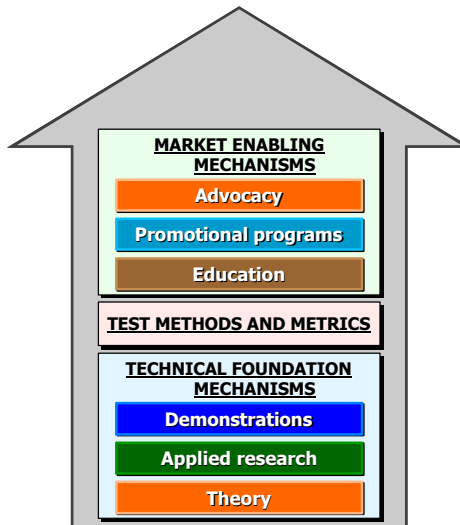 MARKET ENABLING
MECHANISMS
Advocacy
Promotional programs
Education
TEST METHODS AND METRICS
TECHNICAL FOUNDATION
MECHANISMS
Demonstrations
Applied research
Theory